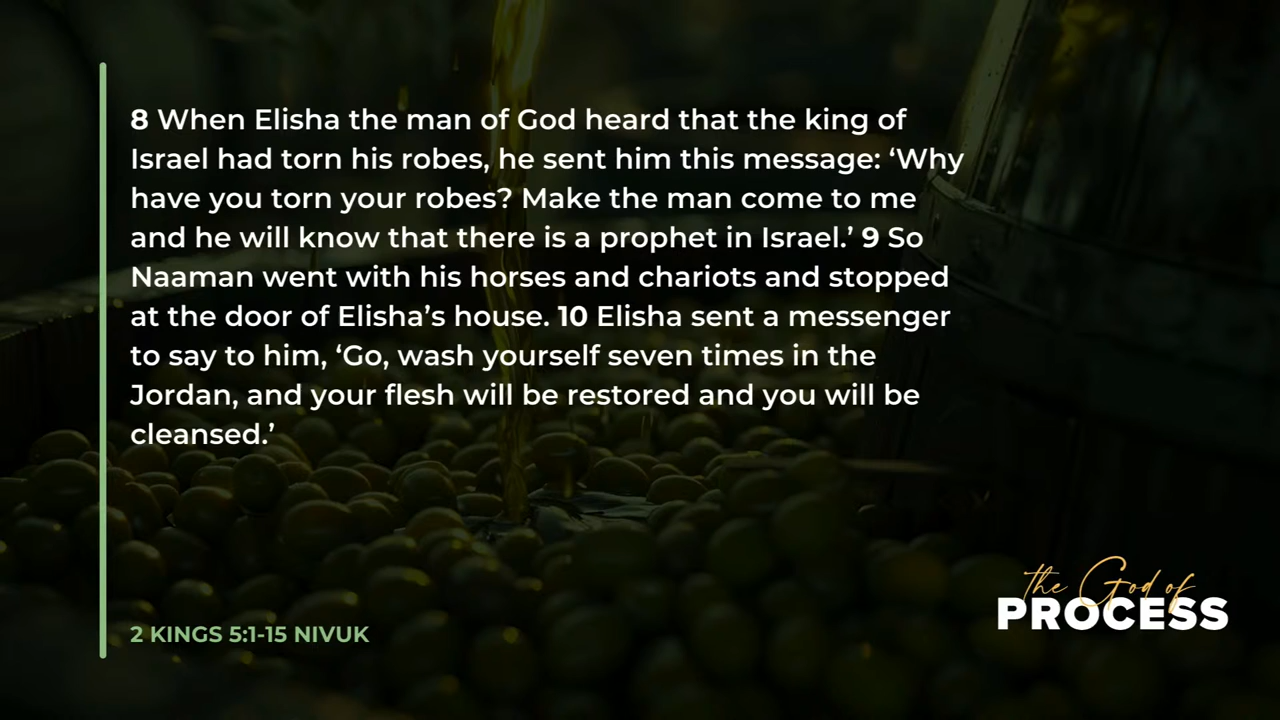 8 When Elisha the man of God heard that the king of
Israel had torn his robes, he sent him this message: ‘Why
have you torn your robes? Make the man come to me
and he will know that there is a prophet in Israel.’ 9 So
Naaman went with his horses and chariots and stopped
at the door of Elisha’s house. 10 Elisha sent a messenger
to say to him, ‘Go, wash yourself seven times in the
Jordan, and your flesh will be restored and you will be
cleansed.’
2 KINGS 5:1-15 NIVUK
the God of
PROCESS